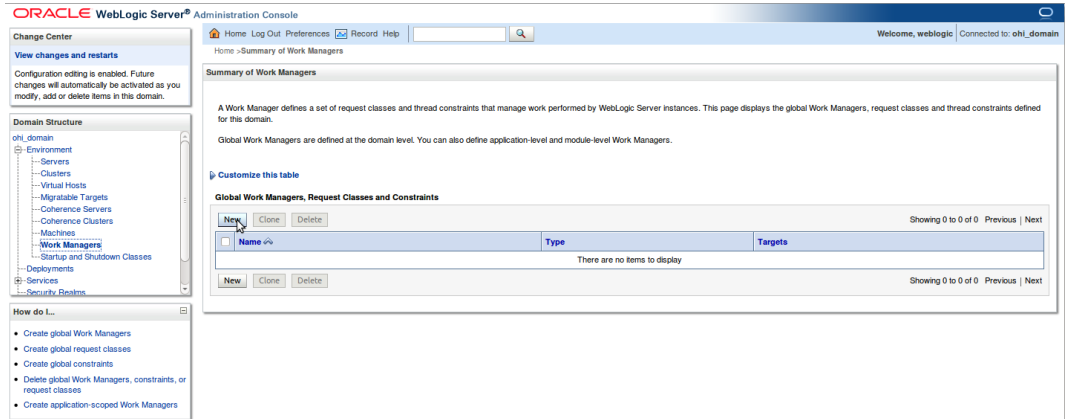 ORACLE WebLogic Server® Administration Console
Change Center
View changes and restarts
Configuration editing is enabled. Future
changes will automatically be activated as you
modify, add or delete items in this domain.
Domain Structure
ohi_domain
Environment
Servers
Clusters
Virtual Hosts
Migratable Targets
Coherence Servers
Coherence Clusters
Machines
Work Managers
Startup and Shutdown Classes
Deployments
Services
Security Realms
How do I...
Create global Work Managers
Create global request classes
Create global constraints
Delete global Work Managers, constraints, or
request classes
Create application-scoped Work Managers
Home Log Out Preferences Record Help
Welcome, weblogic Connected to: ohi_domain
Home >Summary of Work Managers
Summary of Work Managers
A Work Manager defines a set of request classes and thread constraints that manage work performed by WebLogic Server instances. This page displays the global Work Managers, request classes and thread constraints defined
for this domain.
Global Work Managers are defined at the domain level. You can also define application-level and module-level Work Managers.
Customize this table
Global Work Managers, Request Classes and Constraints
New Clone Delete Showing 0 to 0 of 0 Previous | Next
Name Type Targets
There are no items to display
New Clone Delete Showing 0 to 0 of 0 Previous | Next